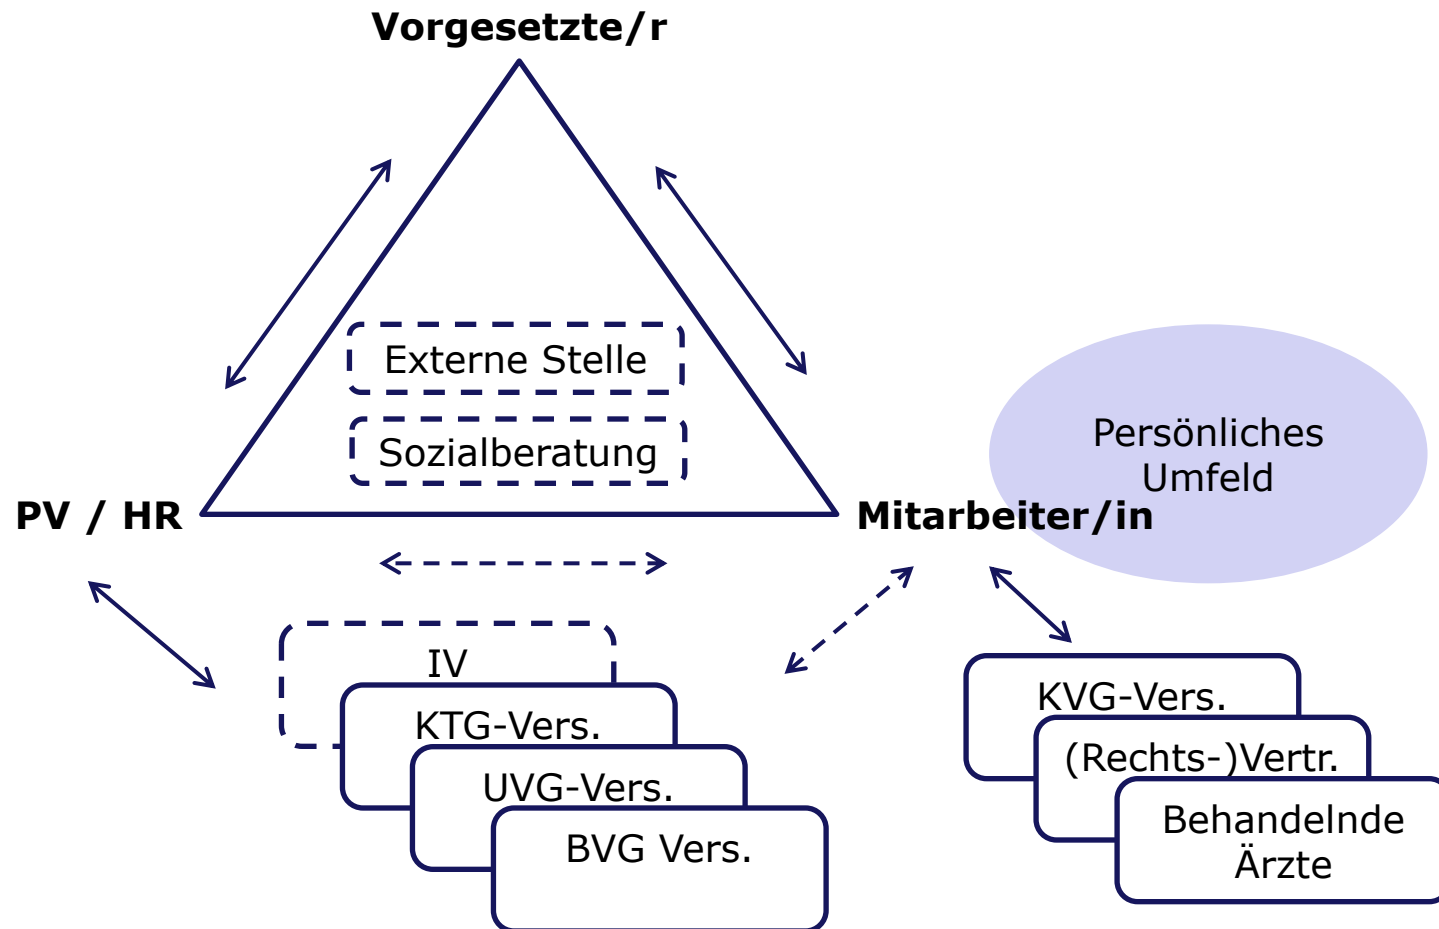 Vorgesetzte/r
Externe Stelle
Sozialberatung
Persönliches
Umfeld
PV / HR
Mitarbeiter/in
IV
KTG-Vers.
UVG-Vers.
BVG Vers.
KVG-Vers.
(Rechts-)Vertr.
Behandelnde
Ärzte